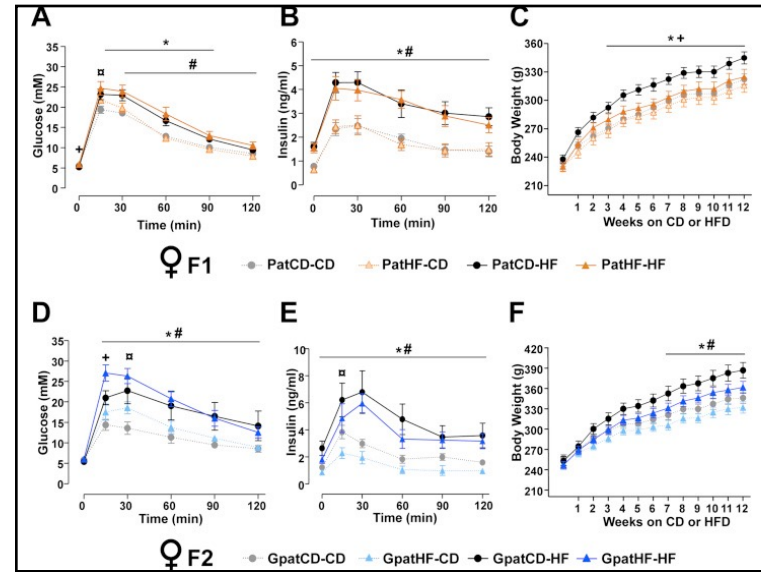 A
B
C
Glucose (mM)
35
30
25
20
15
10
5
0
+
¤
*
#
0 30 60 90 120
Time (min)
Insulin (ng/ml)
6
5
4
3
2
1
0
*#
0 30 60 90 120
Time (min)
Body Weight (g)
360
330
300
270
240
210
*+
1 2 3 4 5 6 7 8 9 10 11 12
Weeks on CD or HFD
♀ F1 PatCD-CD PatHF-CD PatCD-HF PatHF-HF
D
E
F
Glucose (mM)
35
30
25
20
15
10
5
0
*#
+
¤
0 30 60 90 120
Time (min)
Insulin (ng/ml)
10
8
6
4
2
0
*#
¤
0 30 60 90 120
Time (min)
Body Weight (g)
420
390
360
330
300
270
240
*#
1 2 3 4 5 6 7 8 9 10 11 12
Weeks on CD or HFD
♀ F2 GpatCD-CD GpatHF-CD GpatCD-HF GpatHF-HF